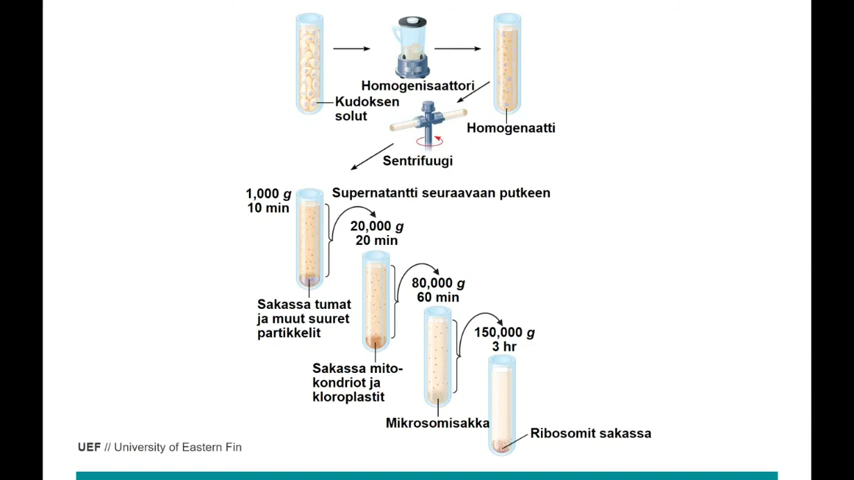 Homogenisaattori
Kudoksen
solut
Homogenaatti
Sentrifuugi
1,000 g
10 min
Supernatantti seuraavaan putkeen
20,000 g
20 min
80,000 g
60 min
Sakassa tumat
ja muut suuret
partikkelit
150,000 g
3 hr
Sakassa mito-
kondriot ja
kloroplastit
Mikrosomisakka
Ribosomit sakassa
UEF // University of Eastern Fin